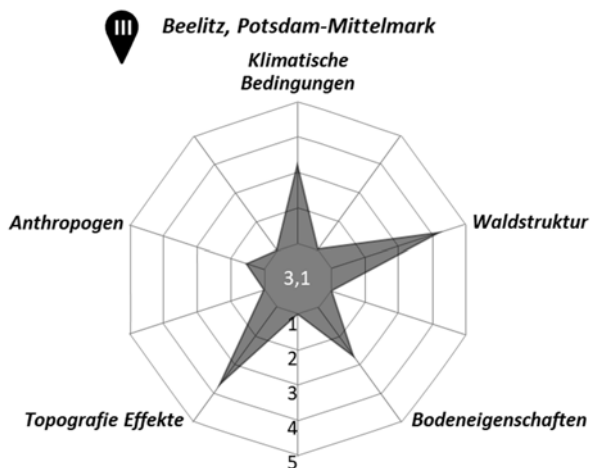 III
Beelitz, Potsdam-Mittelmark
Klimatische
Bedingungen
Anthropogen
Waldstruktur
3,1
1
2
3
4
5
Topografie Effekte
Bodeneigenschaften